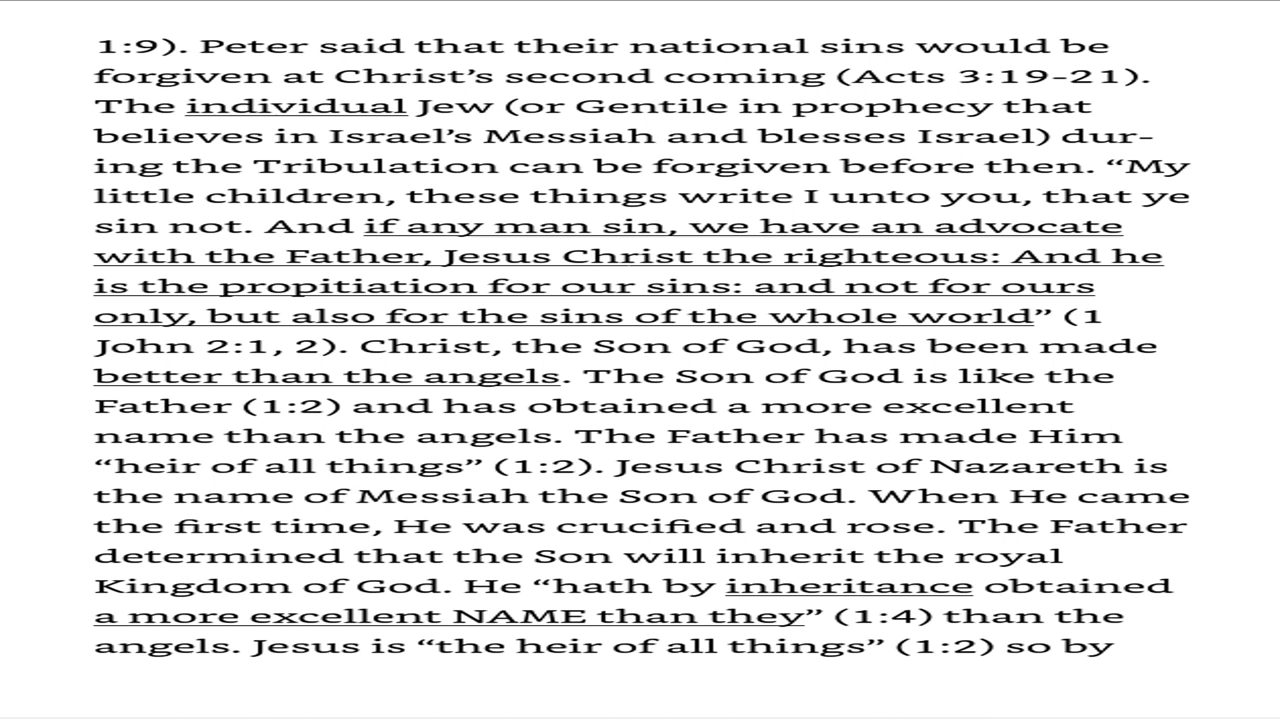 1:9). Peter said that their national sins would be
forgiven at Christ’s second coming (Acts 3:19-21).
The individual Jew (or Gentile in prophecy that
believes in Israel’s Messiah and blesses Israel) dur-
ing the Tribulation can be forgiven before then. “My
little children, these things write I unto you, that ye
sin not. And if any man sin, we have an advocate
with the Father, Jesus Christ the righteous: And he
is the propitiation for our sins: and not for ours
only, but also for the sins of the whole world” (1
John 2:1, 2). Christ, the Son of God, has been made
better than the angels. The Son of God is like the
Father (1:2) and has obtained a more excellent
name than the angels. The Father has made Him
“heir of all things” (1:2). Jesus Christ of Nazareth is
the name of Messiah the Son of God. When He came
the first time, He was crucified and rose. The Father
determined that the Son will inherit the royal
Kingdom of God. He “hath by inheritance obtained
a more excellent NAME than they” (1:4) than the
angels. Jesus is “the heir of all things” (1:2) so by